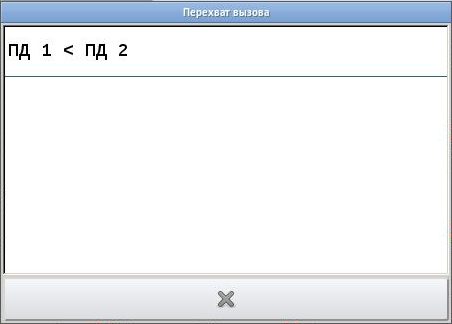 Перехват вызова
ПД 1 < ПД 2